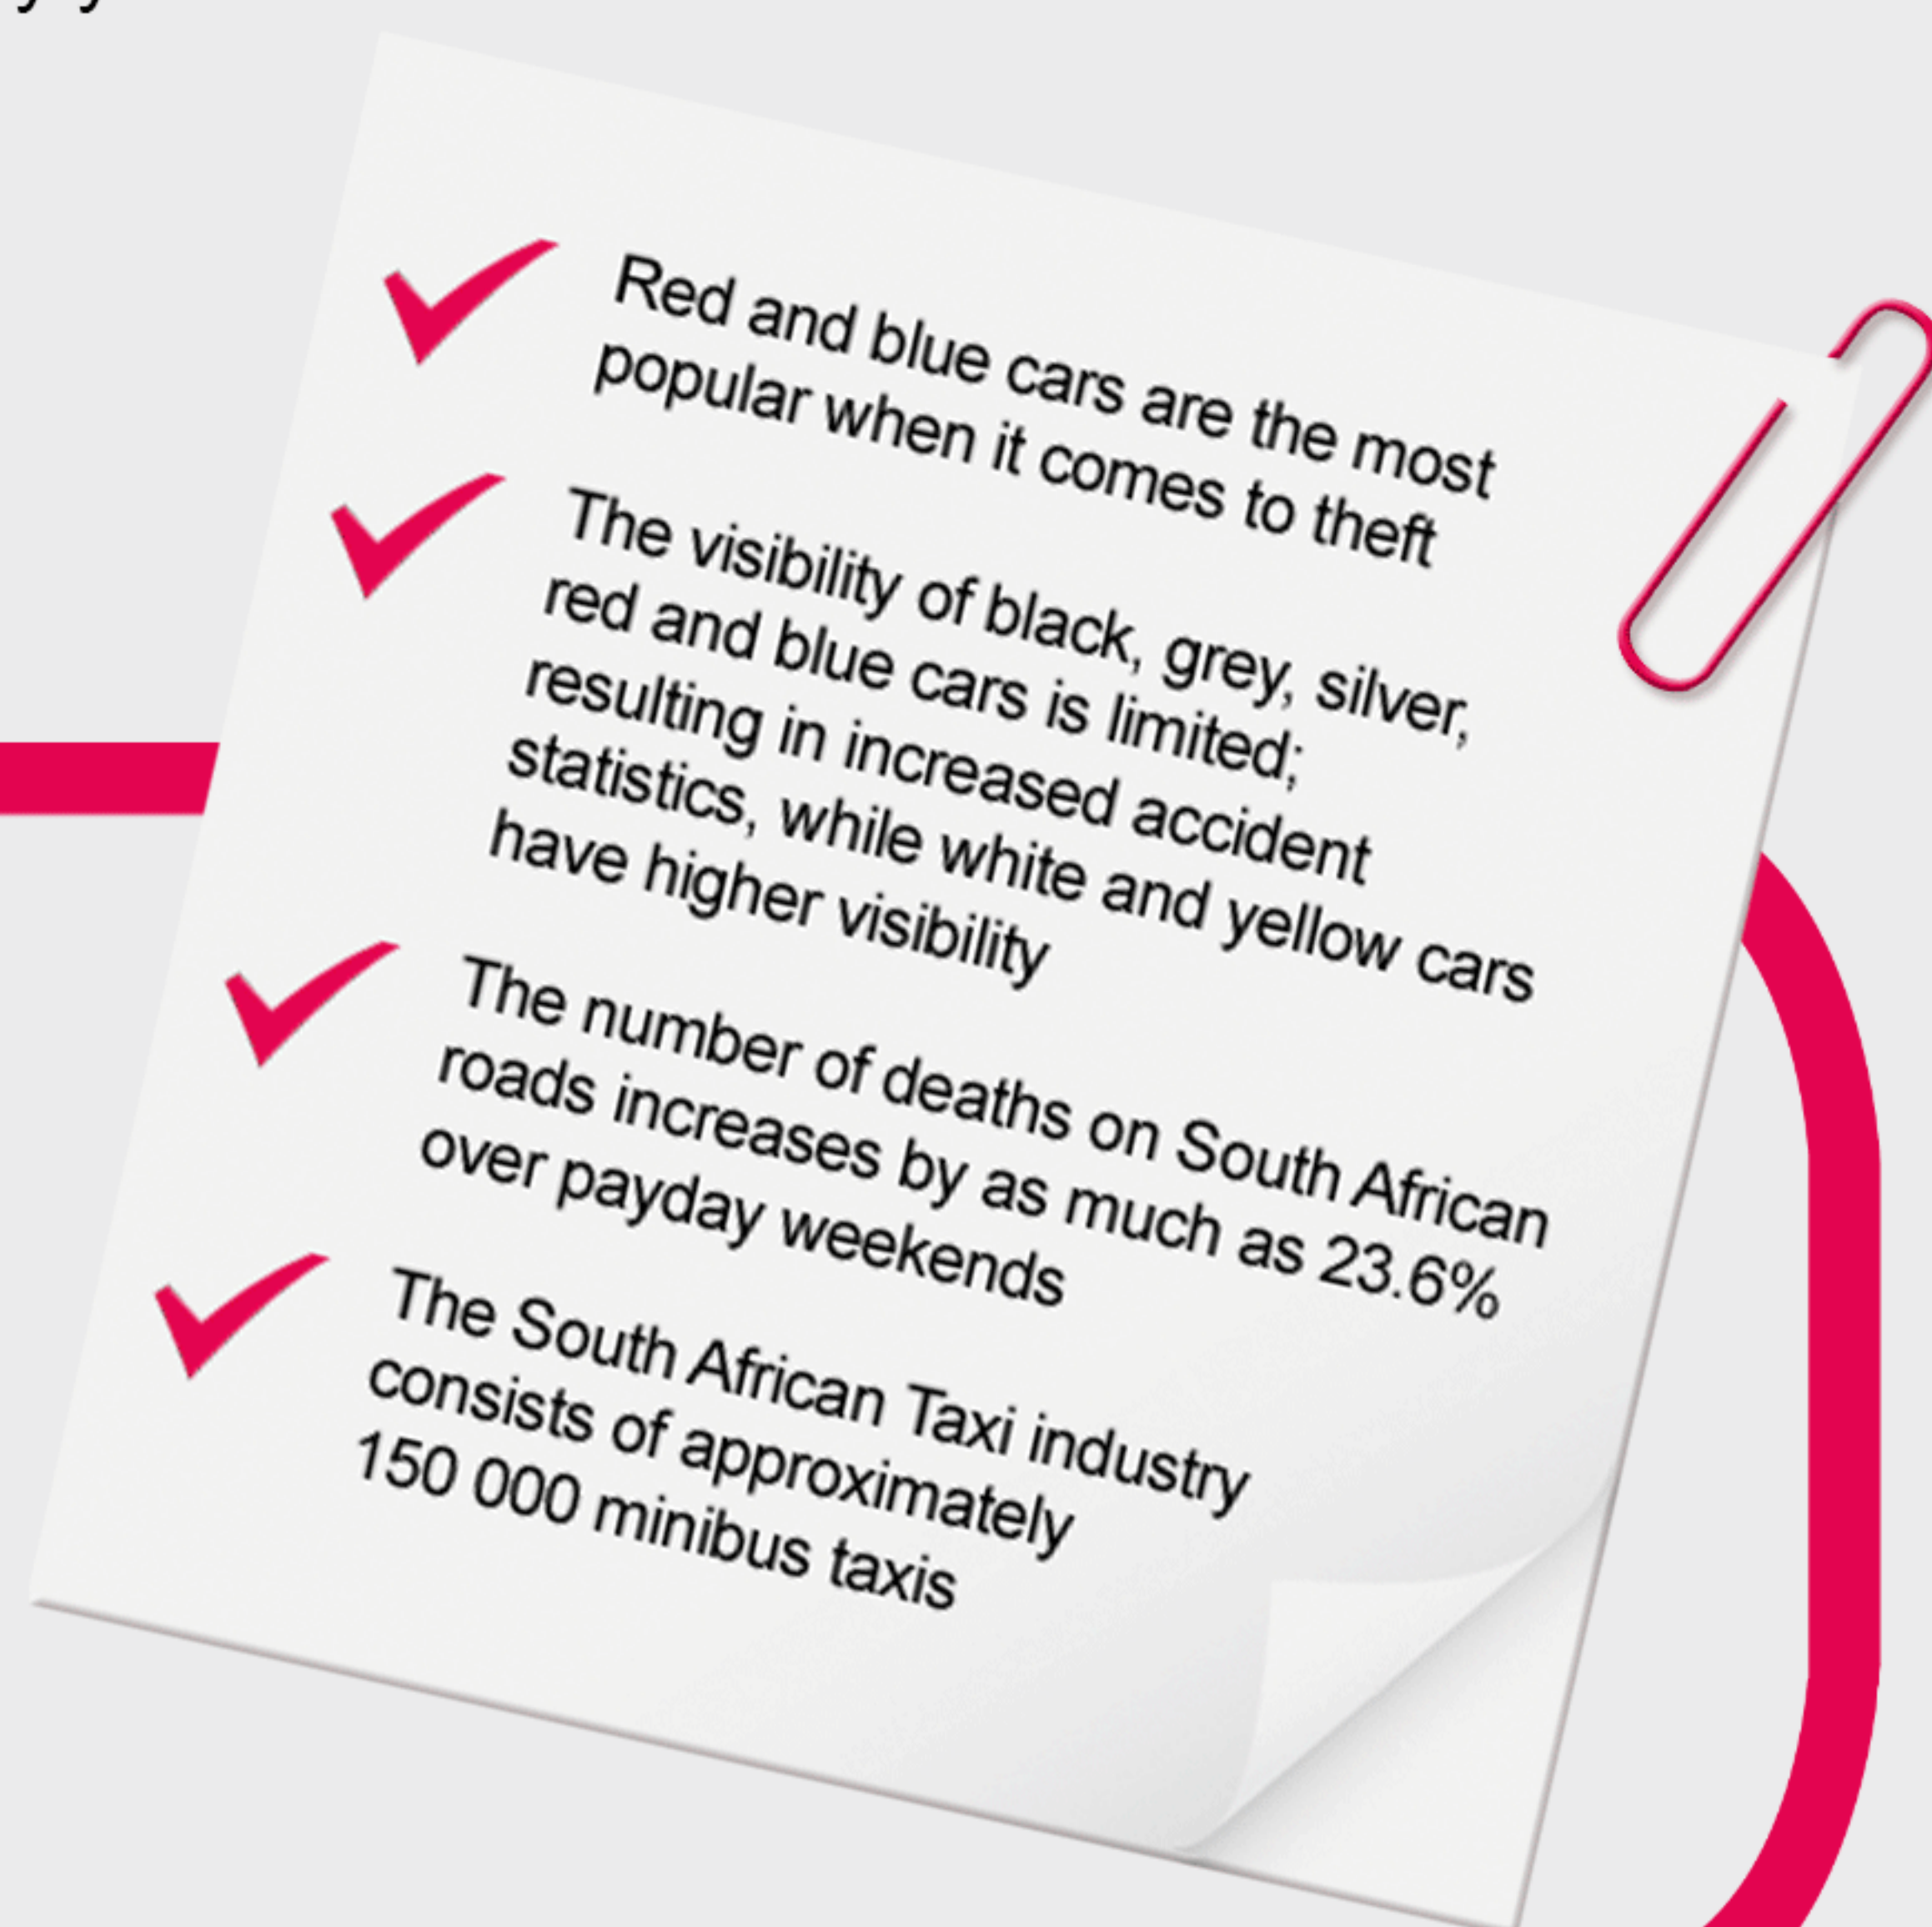 Red and blue cars are the most
popular when it comes to theft
The visibility of black, grey, silver,
red and blue cars is limited;
resulting in increased accident
statistics, while white and yellow cars
have higher visibility
The number of deaths on South African
roads increases by as much as 23.6%
over payday weekends
The South African Taxi industry
consists of approximately
150 000 minibus taxis